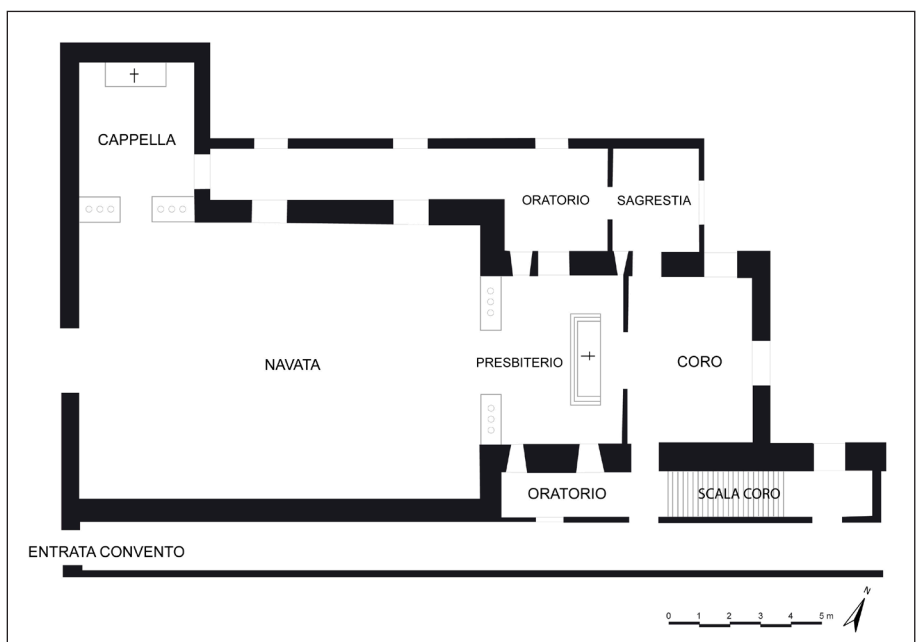 CAPPELLA
ORATORIO
SAGRESTIA
NAVATA
PRESBITERIO
CORO
ORATORIO
SCALA CORO
ENTRATA CONVENTO
N
0 1 2 3 4 5 m